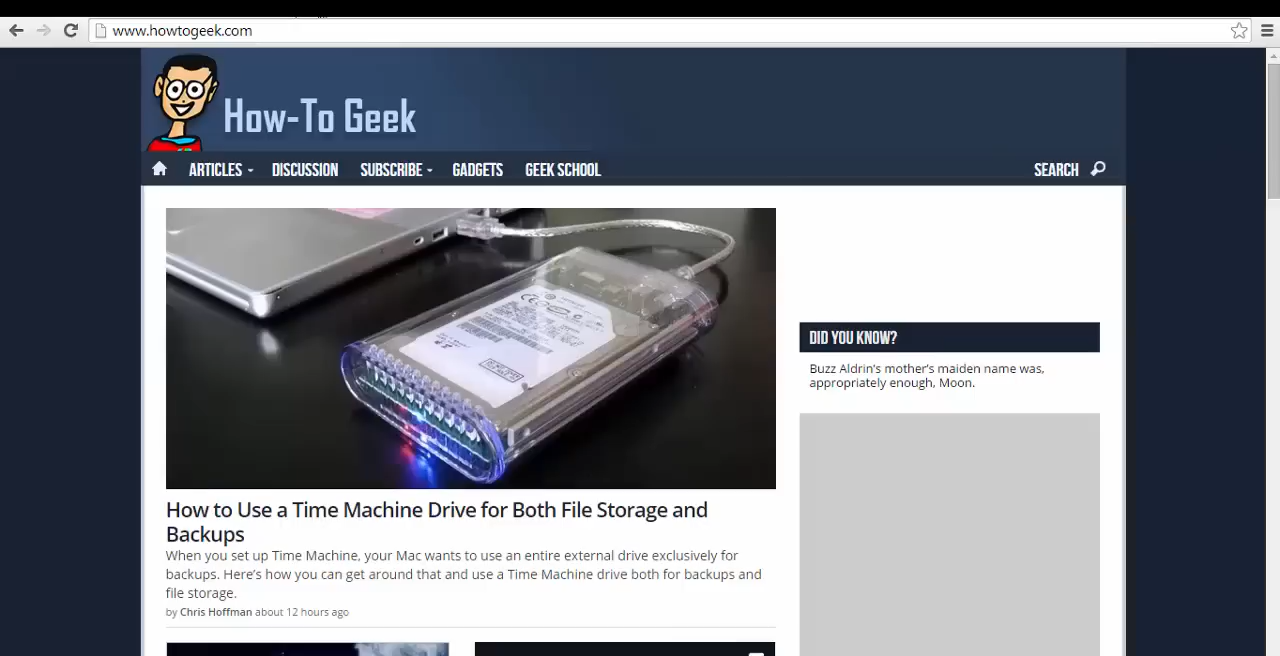 www.howtogeek.com
How-To Geek
ARTICLES DISCUSSION SUBSCRIBE GADGETS GEEK SCHOOL SEARCH
DID YOU KNOW?
Buzz Aldrin's mother's maiden name was,
appropriately enough, Moon.
How to Use a Time Machine Drive for Both File Storage and
Backups
When you set up Time Machine, your Mac wants to use an entire external drive exclusively for
backups. Here's how you can get around that and use a Time Machine drive both for backups and
file storage.
by Chris Hoffman about 12 hours ago